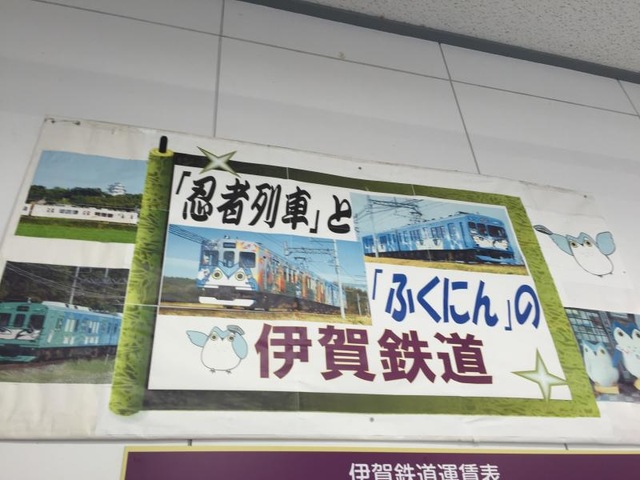 「忍者列車」と
「ふくにん」の
伊賀鉄道
伊賀鉄道運賃表